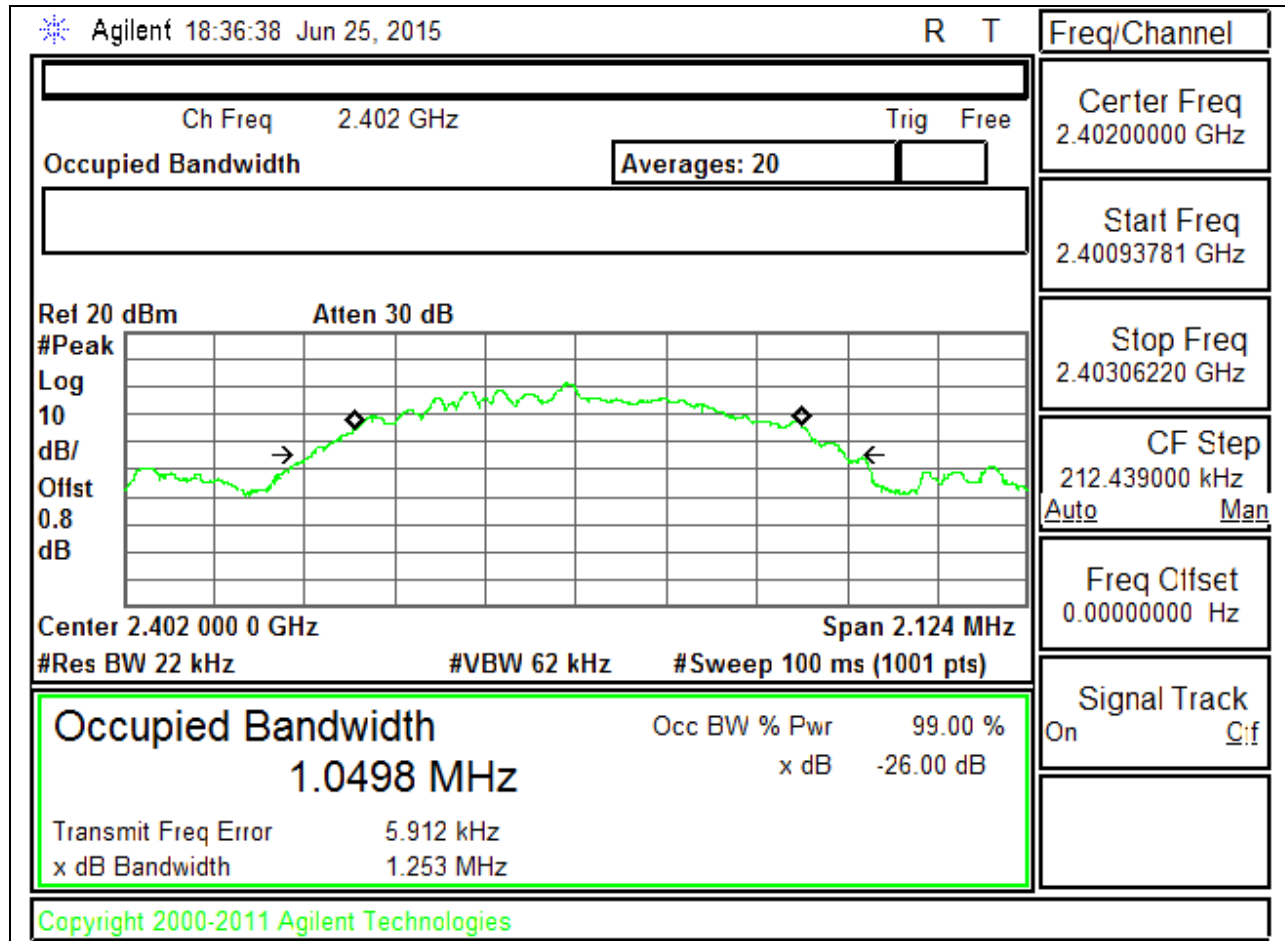 Agilent 18:36:38 Jun 25, 2015 R T
Ch Freq 2.402 GHz Trig Free
Occupied Bandwidth Averages: 20
Ref 20 dBm Atten 30 dB
#Peak
Log
10
dB/
Offst
0.8
dB
Center 2.402 000 0 GHz Span 2.124 MHz
#Res BW 22 kHz #VBW 62 kHz #Sweep 100 ms (1001 pts)
Occupied Bandwidth Occ BW % Pwr 99.00 %
1.0498 MHz x dB -26.00 dB
Transmit Freq Error 5.912 kHz
x dB Bandwidth 1.253 MHz
Copyright 2000-2011 Agilent Technologies
Freq/Channel
Center Freq
2.40200000 GHz
Start Freq
2.40093781 GHz
Stop Freq
2.40306220 GHz
CF Step
212.439000 kHz
Auto Man
Freq Offset
0.00000000 Hz
Signal Track
On Off